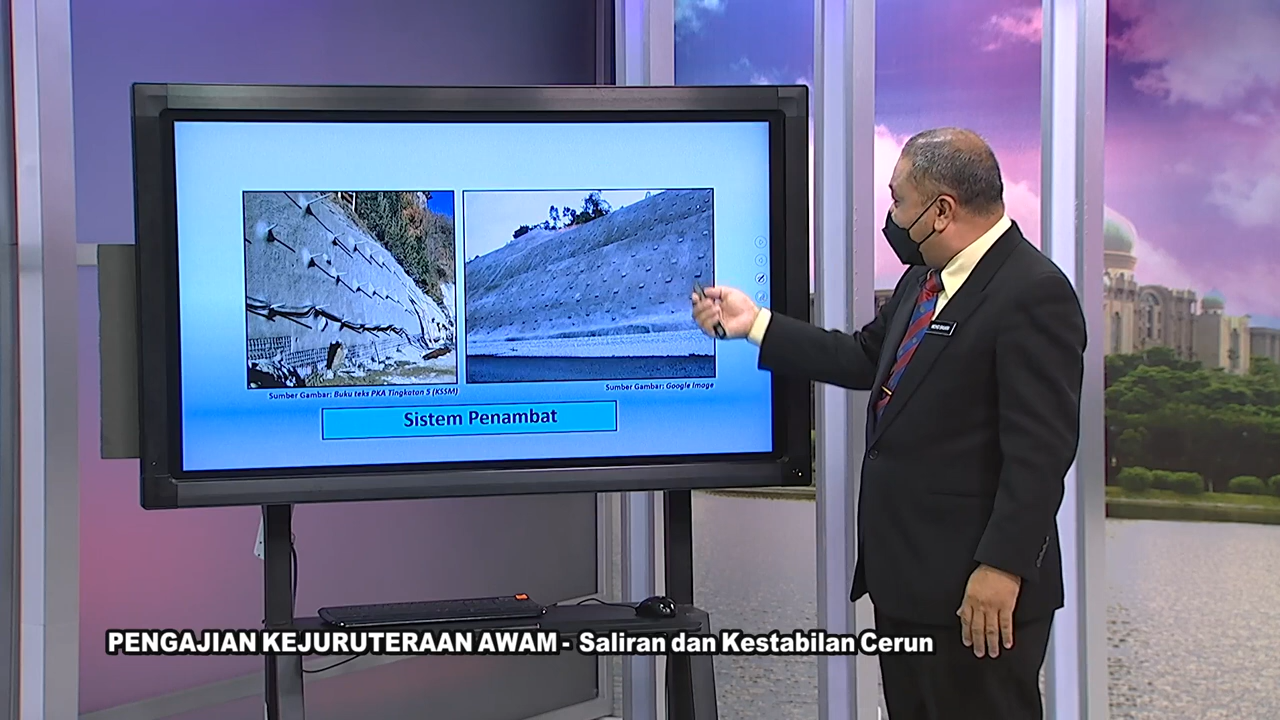 Sumber Gambar: Buku teks PKA Tingkatan 5 (KSSM)
Sumber Gambar: Google Image
Sistem Penambat
PENGAJIAN KEJURUTERAAN AWAM - Saliran dan Kestabilan Cerun